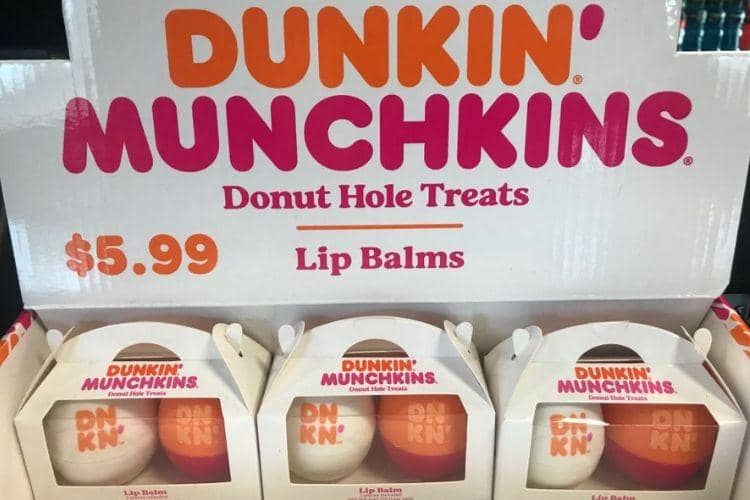 DUNKIN'®
MUNCHKINS®
Donut Hole Treats
$5.99
Lip Balms
DUNKIN'
MUNCHKINS
Donut Hole Treats
DN
KN'
DN
KN'
Lip Balm
DUNKIN'
MUNCHKINS
Donut Hole Treats
DN
KN'
DN
KN'
Lip Balm
DUNKIN'
MUNCHKINS
Donut Hole Treats
DN
KN'
DN
KN'
Lip Balm